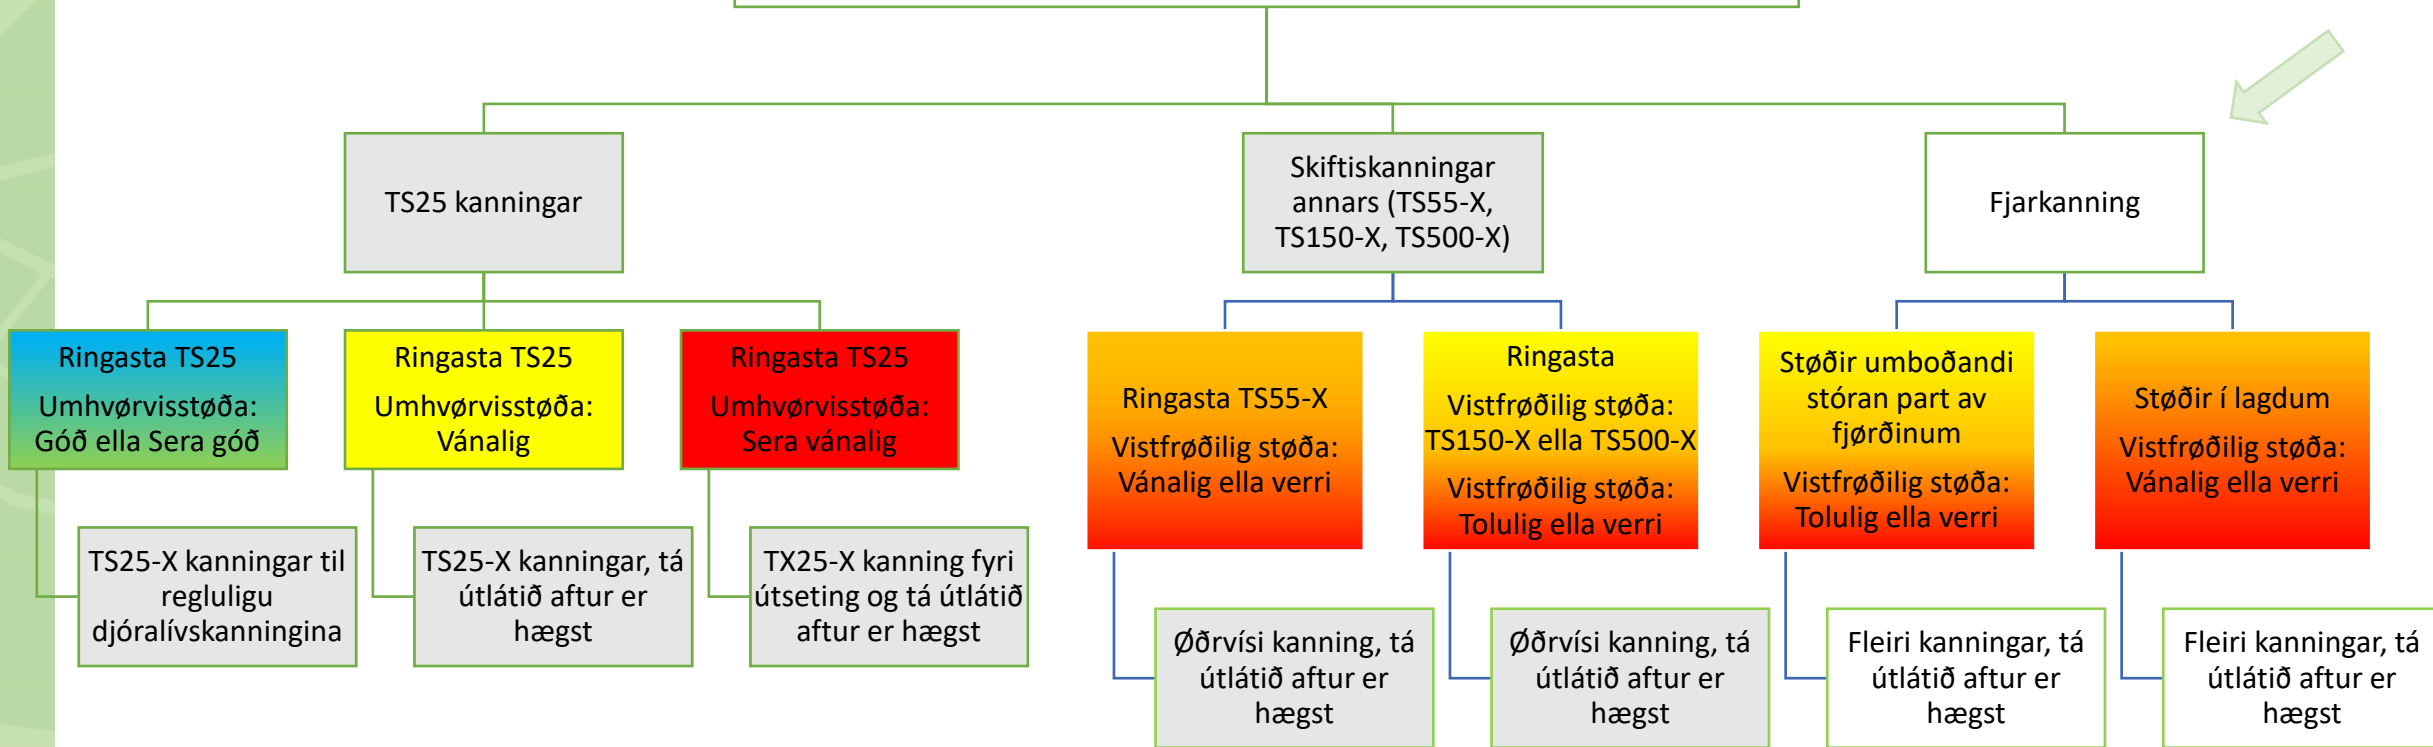 TS25 kanningar
Skiftiskanningar
annars (TS55-X,
TS150-X, TS500-X)
Fjarkanning
Ringasta TS25
Umhvørvisstøða:
Góð ella Sera góð
Ringasta TS25
Umhvørvisstøða:
Vánalig
Ringasta TS25
Umhvørvisstøða:
Sera vánalig
Ringasta TS55-X
Vistfrøðilig støða:
Vánalig ella verri
Ringasta
Vistfrøðilig støða:
TS150-X ella TS500-X
Vistfrøðilig støða:
Tolulig ella verri
Støðir umboðandi
stóran part av
fjørðinum
Vistfrøðilig støða:
Tolulig ella verri
Støðir í lagdum
Vistfrøðilig støða:
Vánalig ella verri
TS25-X kanningar til
regluligu
djóralívskanningina
TS25-X kanningar, tá
útlátið aftur er
hægst
TX25-X kanning fyri
útseting og tá útlátið
aftur er hægst
Øðrvísi kanning, tá
útlátið aftur er
hægst
Øðrvísi kanning, tá
útlátið aftur er
hægst
Fleiri kanningar, tá
útlátið aftur er
hægst
Fleiri kanningar, tá
útlátið aftur er
hægst